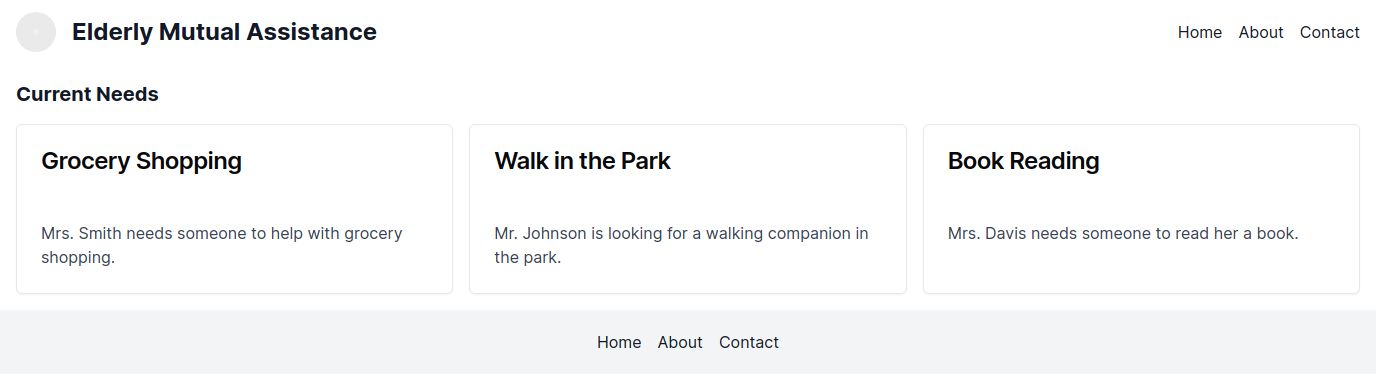 Elderly Mutual Assistance
Home About Contact
Current Needs
Grocery Shopping
Mrs. Smith needs someone to help with grocery
shopping.
Walk in the Park
Mr. Johnson is looking for a walking companion in
the park.
Book Reading
Mrs. Davis needs someone to read her a book.
Home About Contact